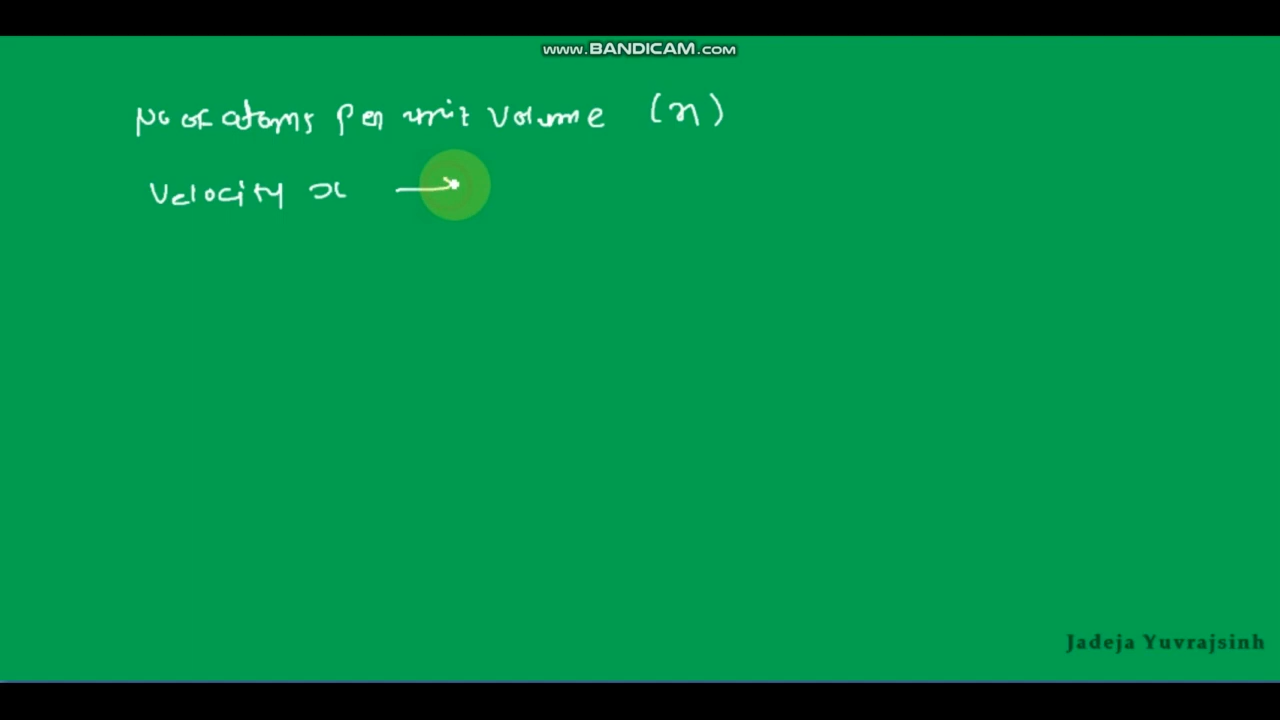 www.BANDICAM.com
No of atoms per unit volume (n)
Velocity x →
Jadeja Yuvrajsinh